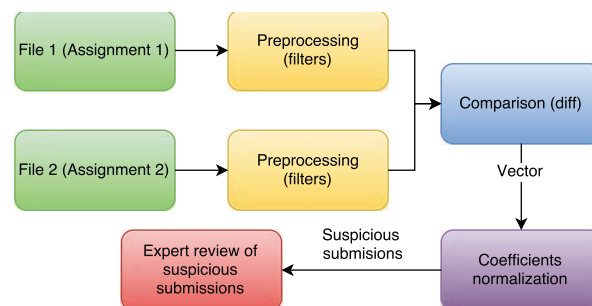 File 1 (Assignment 1)
Preprocessing
(filters)
Comparison (diff)
File 2 (Assignment 2)
Preprocessing
(filters)
Vector
Expert review of
suspicious
submissions
Suspicious
submisions
Coefficients
normalization